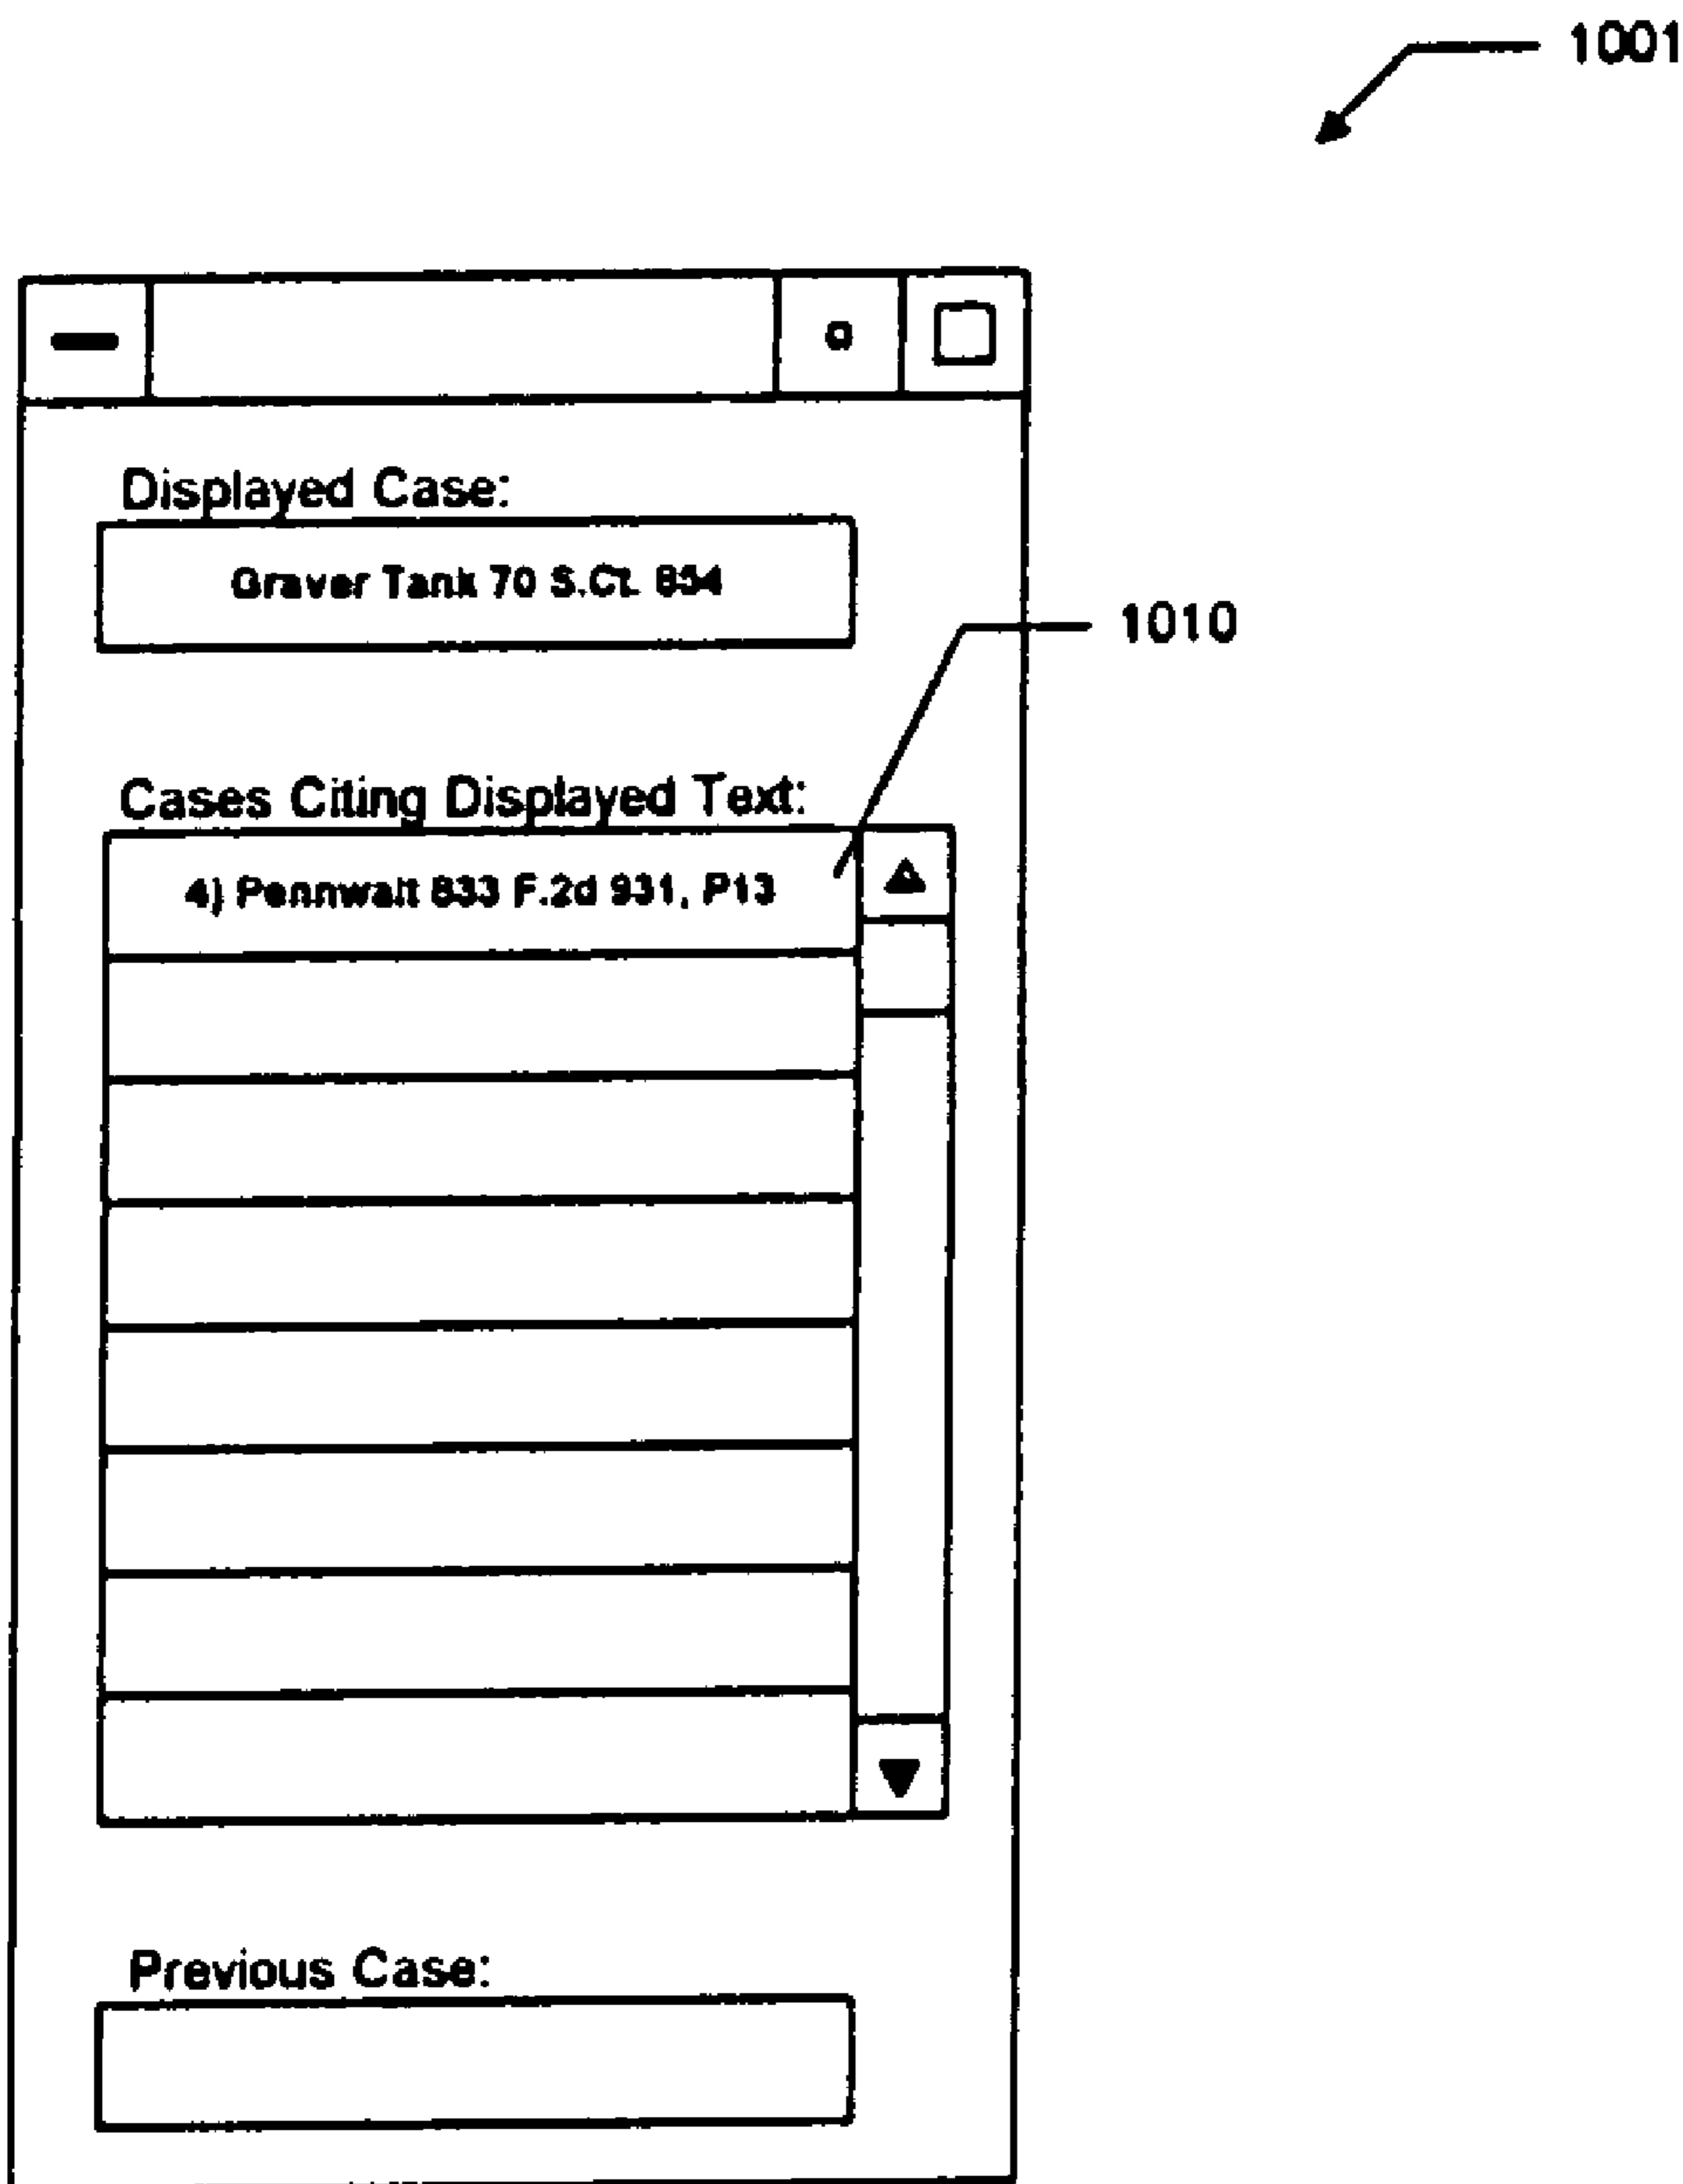 1001
Displayed Case:
Graver Tank 70 S.Ct. 854
1010
Cases Citing Displayed Text:
4) Pennwalt 833 F.2d 931, P13
Previous Case: